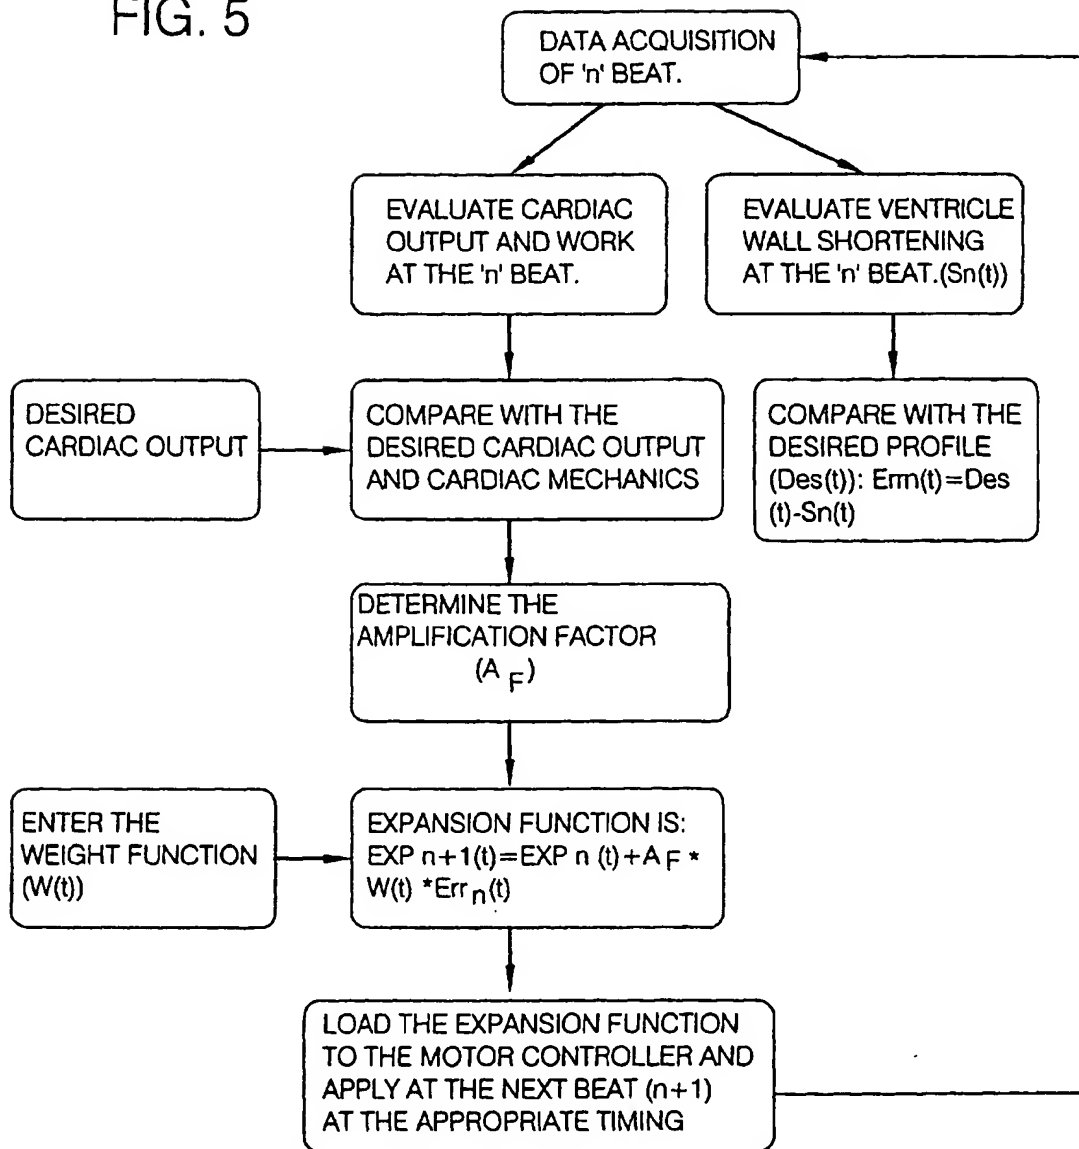 FIG. 5
DATA ACQUISITION
OF 'n' BEAT.
EVALUATE CARDIAC
OUTPUT AND WORK
AT THE 'n' BEAT.
EVALUATE VENTRICLE
WALL SHORTENING
AT THE 'n' BEAT.(Sn(t))
DESIRED
CARDIAC OUTPUT
COMPARE WITH THE
DESIRED CARDIAC OUTPUT
AND CARDIAC MECHANICS
COMPARE WITH THE
DESIRED PROFILE
(Des(t)): Errn(t)=Des
(t)-Sn(t)
DETERMINE THE
AMPLIFICATION FACTOR
(A F)
ENTER THE
WEIGHT FUNCTION
(W(t))
EXPANSION FUNCTION IS:
EXP n+1(t)=EXP n (t)+A F *
W(t) *Err n(t)
LOAD THE EXPANSION FUNCTION
TO THE MOTOR CONTROLLER AND
APPLY AT THE NEXT BEAT (n+1)
AT THE APPROPRIATE TIMING